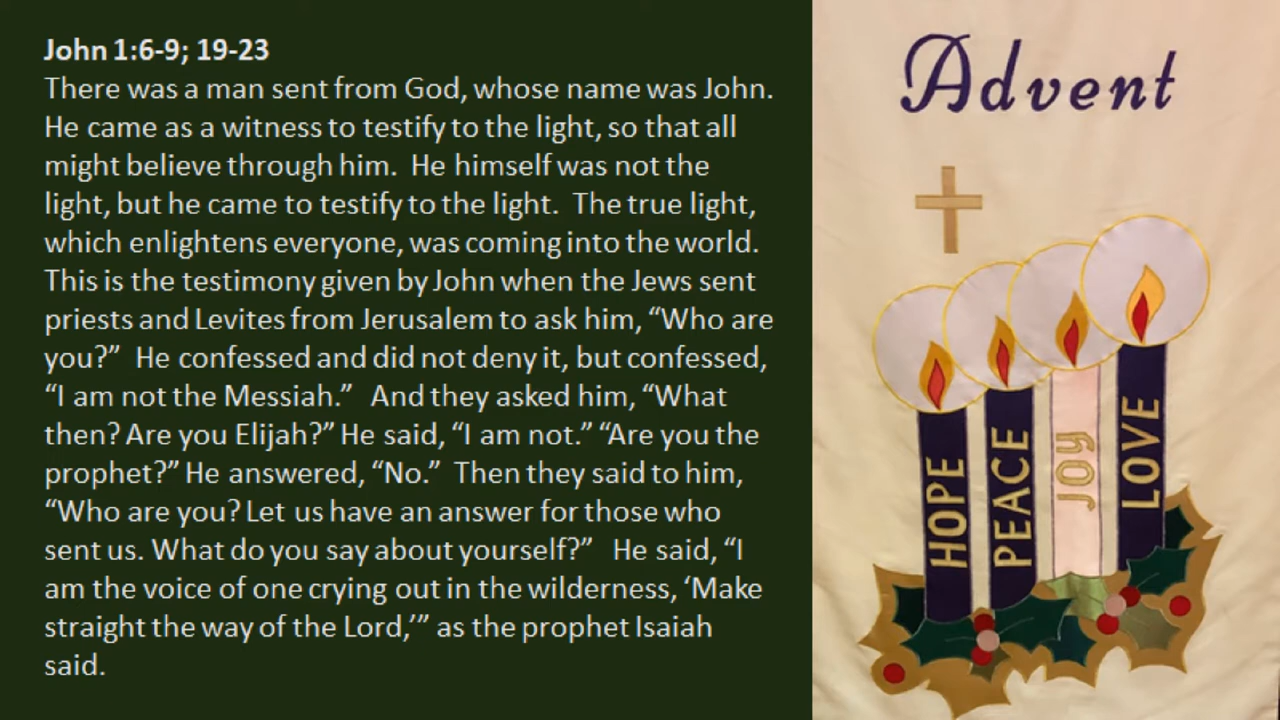 John 1:6-9; 19-23
There was a man sent from God, whose name was John.
He came as a witness to testify to the light, so that all
might believe through him.  He himself was not the
light, but he came to testify to the light.  The true light,
which enlightens everyone, was coming into the world.
This is the testimony given by John when the Jews sent
priests and Levites from Jerusalem to ask him, “Who are
you?”  He confessed and did not deny it, but confessed,
“I am not the Messiah.”  And they asked him, “What
then? Are you Elijah?” He said, “I am not.” “Are you the
prophet?” He answered, “No.”  Then they said to him,
“Who are you? Let us have an answer for those who
sent us. What do you say about yourself?”  He said, “I
am the voice of one crying out in the wilderness, ‘Make
straight the way of the Lord,’” as the prophet Isaiah
said.
Advent
HOPE
PEACE
JOY
LOVE